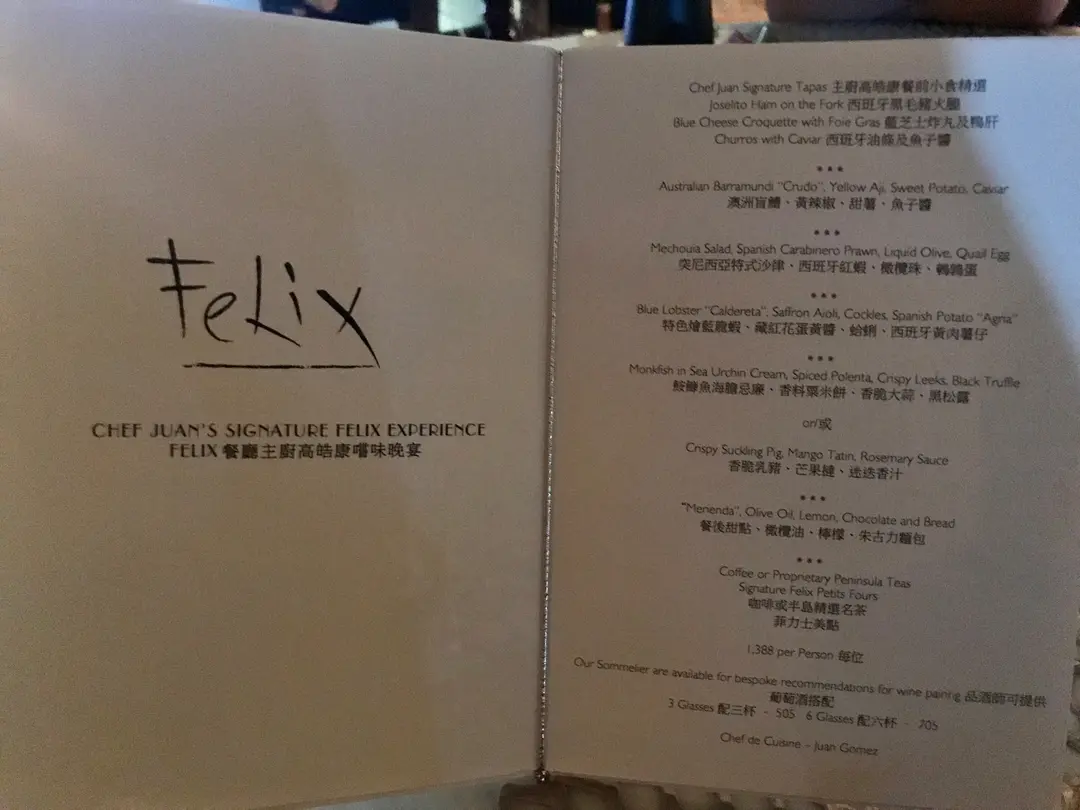 Felix
CHEF JUAN'S SIGNATURE FELIX EXPERIENCE
FELIX 餐廳主廚高皓康嚐味晚宴
Chef Juan Signature Tapas 主廚高皓康餐前小食精選
Joselito Ham on the Fork 西班牙黑毛豬火腿
Blue Cheese Croquette with Foie Gras 藍芝士炸丸及鴨肝
Churros with Caviar 西班牙油條及魚子醬
***
Australian Barramundi "Crudo", Yellow Aji, Sweet Potato, Caviar
澳洲盲鰽、黃辣椒、甜薯、魚子醬
***
Mechouia Salad, Spanish Carabinero Prawn, Liquid Olive, Quail Egg
突尼西亞特式沙律、西班牙紅蝦、橄欖珠、鵪鶉蛋
***
Blue Lobster "Caldereta", Saffron Aioli, Cockles, Spanish Potato "Agria"
特色燴藍龍蝦、藏紅花蛋黃醬、蛤蜊、西班牙黃肉薯仔
***
Monkfish in Sea Urchin Cream, Spiced Polenta, Crispy Leeks, Black Truffle
鮟鱇魚海膽忌廉、香料粟米餅、香脆大蒜、黑松露
or/或
Crispy Suckling Pig, Mango Tatin, Rosemary Sauce
香脆乳豬、芒果撻、迷迭香汁
***
"Merienda", Olive Oil, Lemon, Chocolate and Bread
餐後甜點、橄欖油、檸檬、朱古力麵包
***
Coffee or Proprietary Peninsula Teas
Signature Felix Petits Fours
咖啡或半島精選名茶
菲力士美點
1,388 per Person 每位
Our Sommelier are available for bespoke recommendations for wine pairing 品酒師可提供
葡萄酒搭配
3 Glasses 配三杯 - 505 6 Glasses 配六杯 - 705
Chef de Cuisine - Juan Gomez